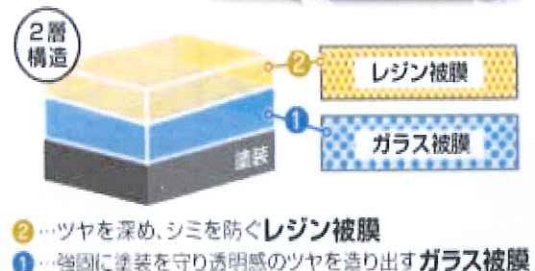 2層
構造
2 レジン被膜
1 ガラス被膜
塗装
2…ツヤを深め、シミを防ぐレジン被膜
1…強固に塗装を守り透明感のツヤを造り出すガラス被膜